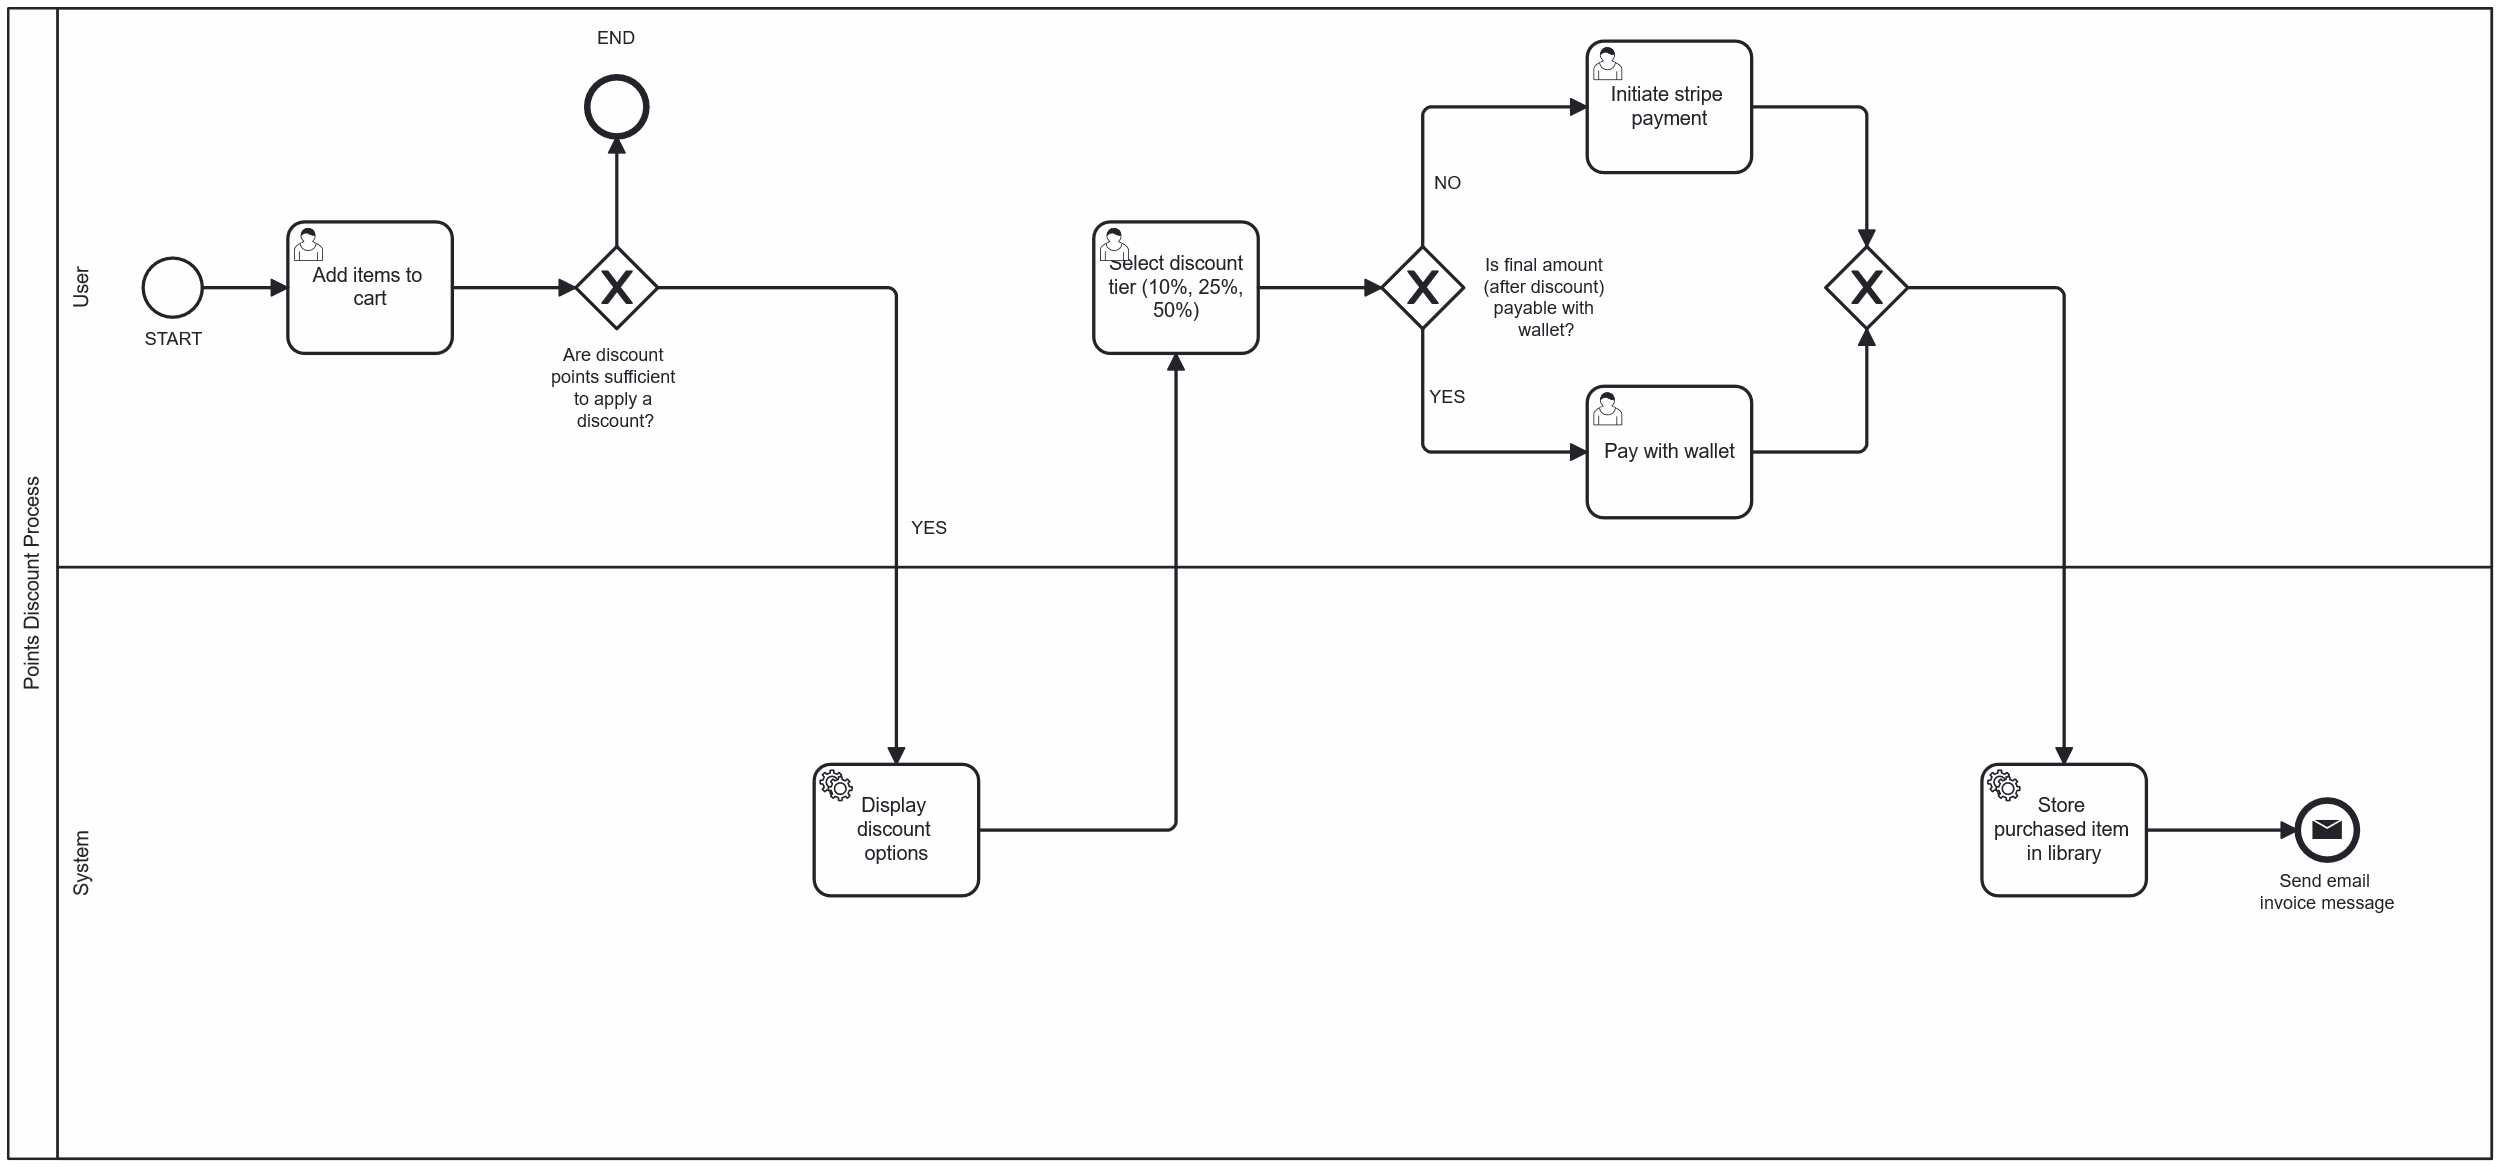 Points Discount Process
User
START
Add items to
cart
END
Are discount
points sufficient
to apply a
discount?
YES
Select discount
tier (10%, 25%,
50%)
NO
Is final amount
(after discount)
payable with
wallet?
YES
Initiate stripe
payment
Pay with wallet
System
Display
discount
options
Store
purchased item
in library
Send email
invoice message